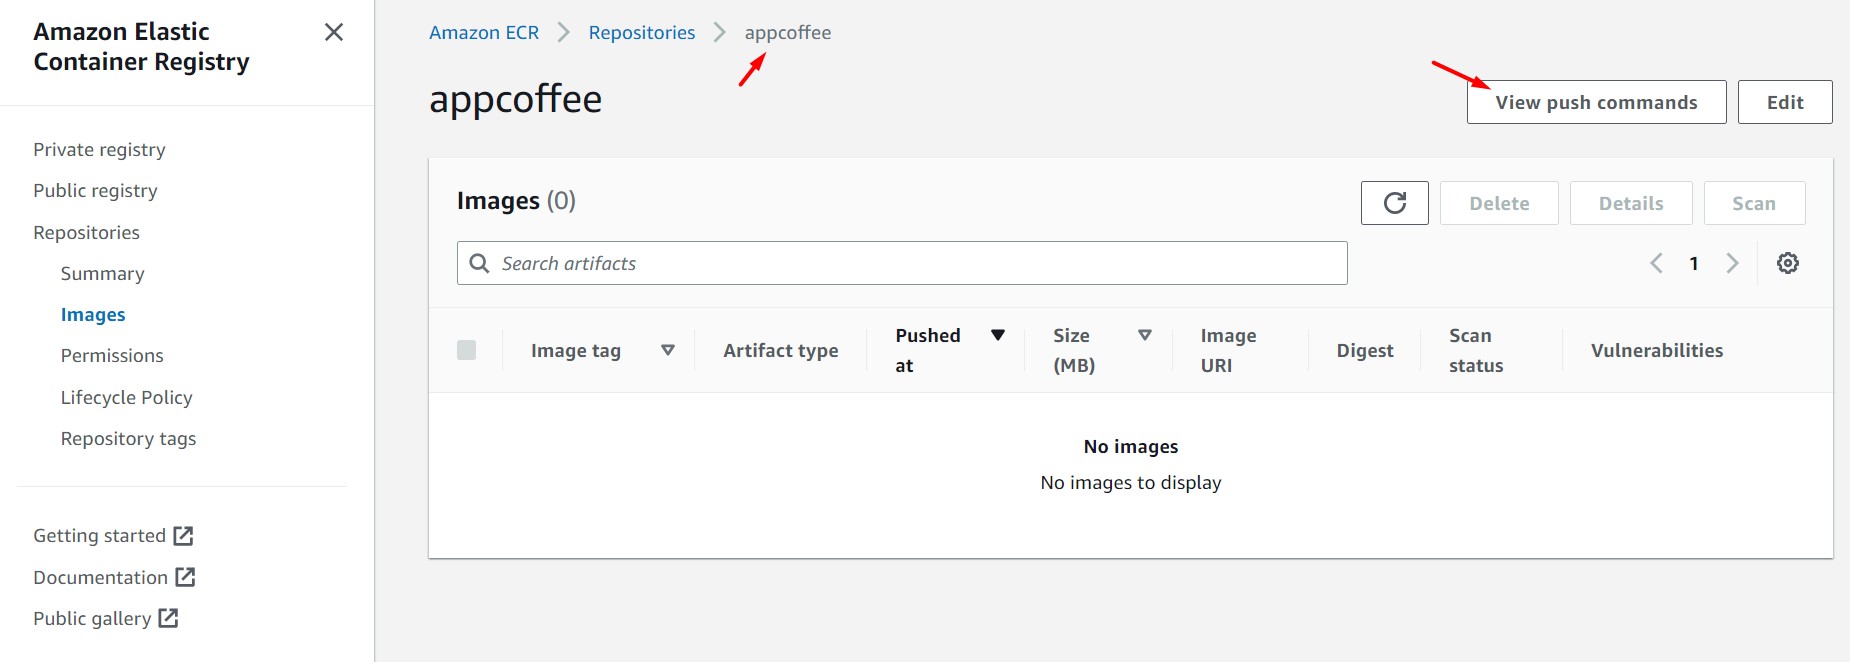 Amazon Elastic
Container Registry
Private registry
Public registry
Repositories
Summary
Images
Permissions
Lifecycle Policy
Repository tags
Getting started
Documentation
Public gallery
Amazon ECR Repositories appcoffee
appcoffee
View push commands Edit
Images (0)
Delete Details Scan
Search artifacts
1
Image tag Artifact type Pushed at Size (MB) Image URI Digest Scan status Vulnerabilities
No images
No images to display